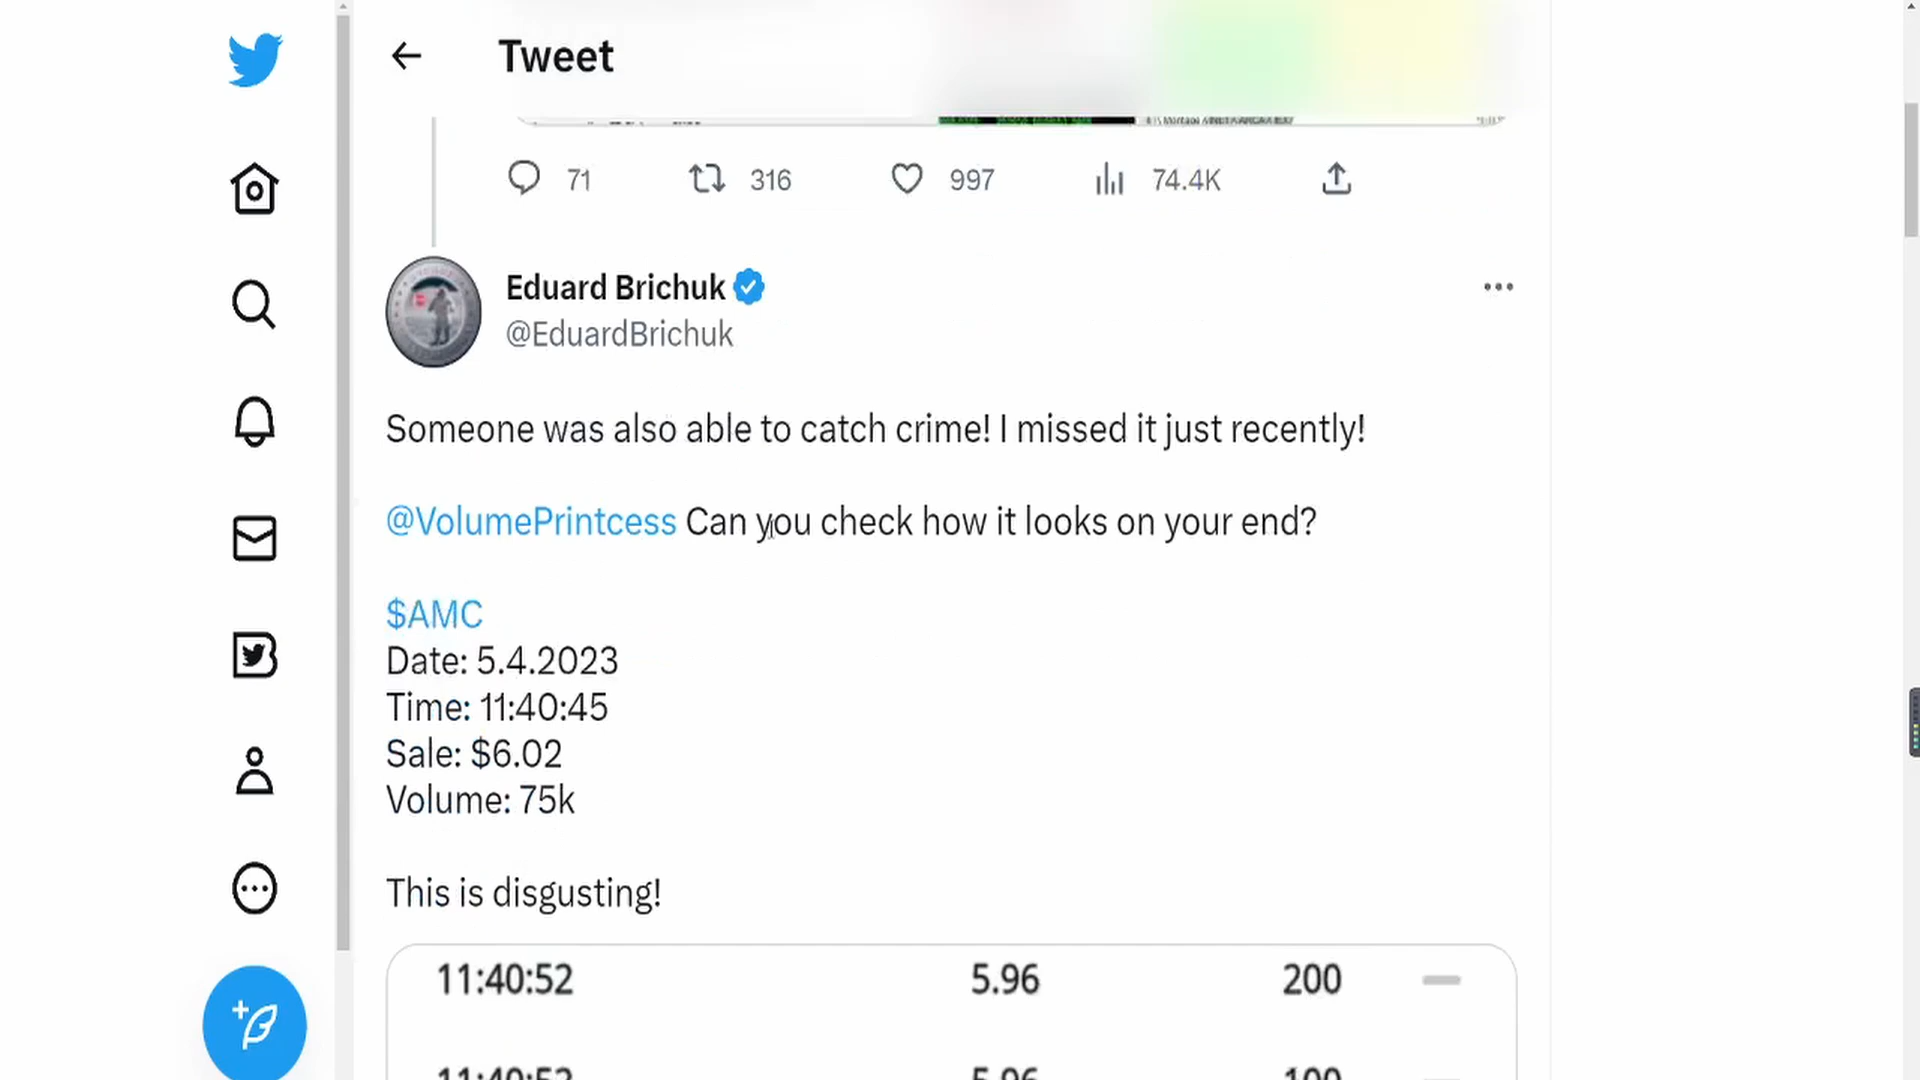 Tweet
71 316 997 74.4K
Eduard Brichuk
@EduardBrichuk
Someone was also able to catch crime! I missed it just recently!
@VolumePrintcess Can you check how it looks on your end?
$AMC
Date: 5.4.2023
Time: 11:40:45
Sale: $6.02
Volume: 75k
This is disgusting!
11:40:52 5.96 200